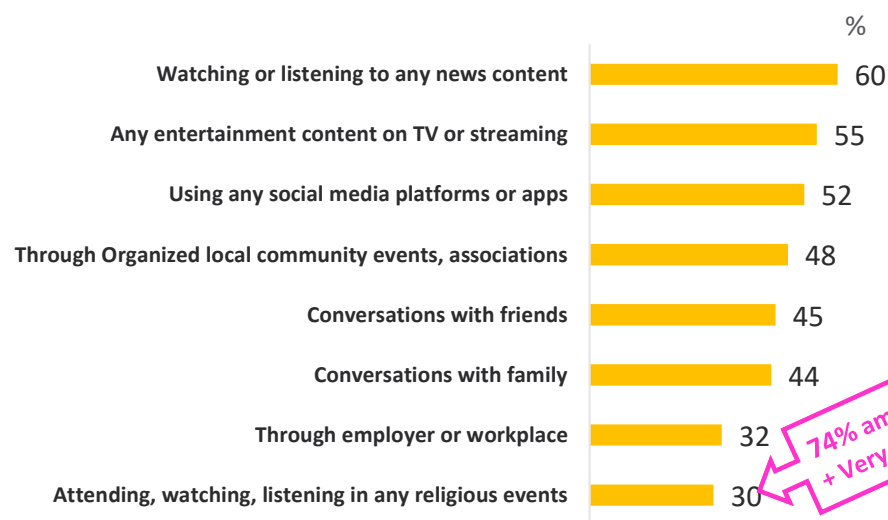 %
Watching or listening to any news content 60
Any entertainment content on TV or streaming 55
Using any social media platforms or apps 52
Through Organized local community events, associations 48
Conversations with friends 45
Conversations with family 44
Through employer or workplace 32
74%
+ Very
Attending, watching, listening in any religious events 30